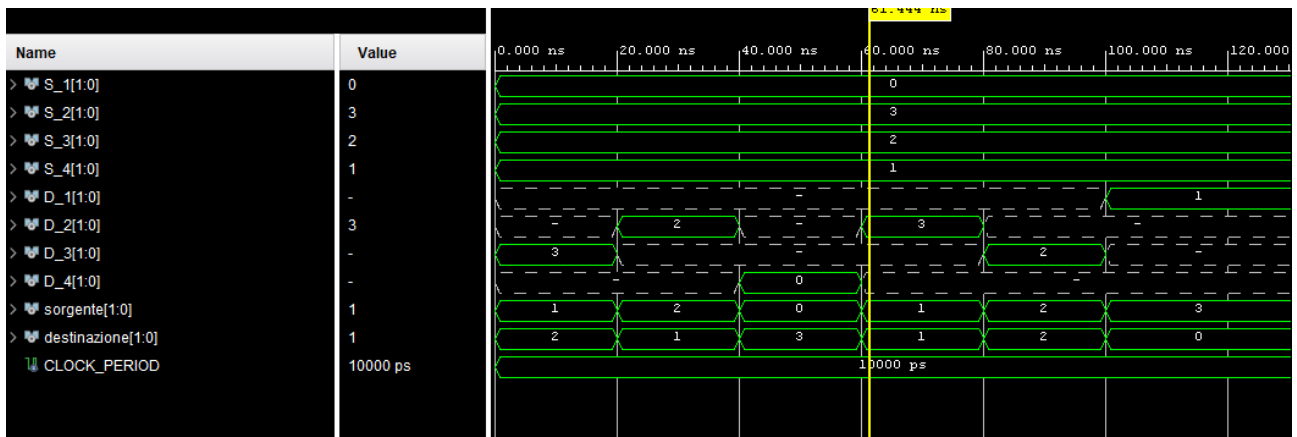 61.444 ns
Name Value 0.000 ns 20.000 ns 40.000 ns 60.000 ns 80.000 ns 100.000 ns 120.000
S_1[1:0] 0 0
S_2[1:0] 3 3
S_3[1:0] 2 2
S_4[1:0] 1 1
D_1[1:0] - - 1
D_2[1:0] 3 - 2 - 3 -
D_3[1:0] - 3 - 2 -
D_4[1:0] - - 0 -
sorgente[1:0] 1 1 2 0 1 2 3
destinazione[1:0] 1 2 1 3 1 2 0
CLOCK_PERIOD 10000 ps 10000 ps